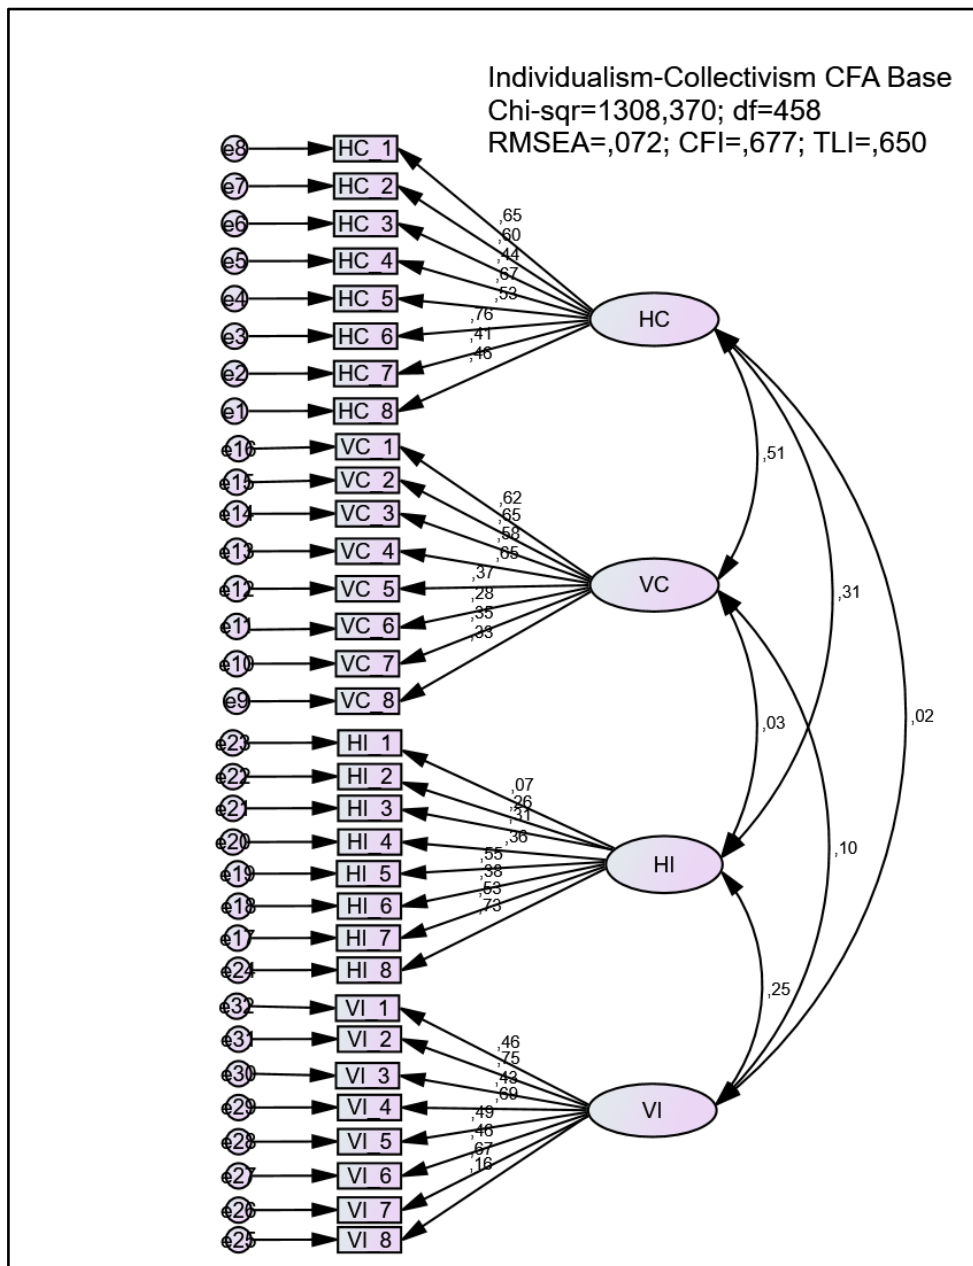 Individualism-Collectivism CFA Base
Chi-sqr=1308,370; df=458
RMSEA=,072; CFI=,677; TLI=,650
e8 HC_1
e7 HC_2
e6 HC_3
e5 HC_4
e4 HC_5
e3 HC_6
e2 HC_7
e1 HC_8
,65
,60
,44
,67
,53
,76
,41
,46
HC
e16 VC_1
e15 VC_2
e14 VC_3
e13 VC_4
e12 VC_5
e11 VC_6
e10 VC_7
e9 VC_8
,62
,65
,58
,65
,37
,28
,35
,33
VC
e23 HI_1
e22 HI_2
e21 HI_3
e20 HI_4
e19 HI_5
e18 HI_6
e17 HI_7
e24 HI_8
,07
,26
,31
,36
,55
,38
,53
,73
HI
e32 VI_1
e31 VI_2
e30 VI_3
e29 VI_4
e28 VI_5
e27 VI_6
e26 VI_7
e25 VI_8
,46
,75
,43
,69
,49
,46
,67
,16
VI
,51
,31
,02
,03
,10
,25